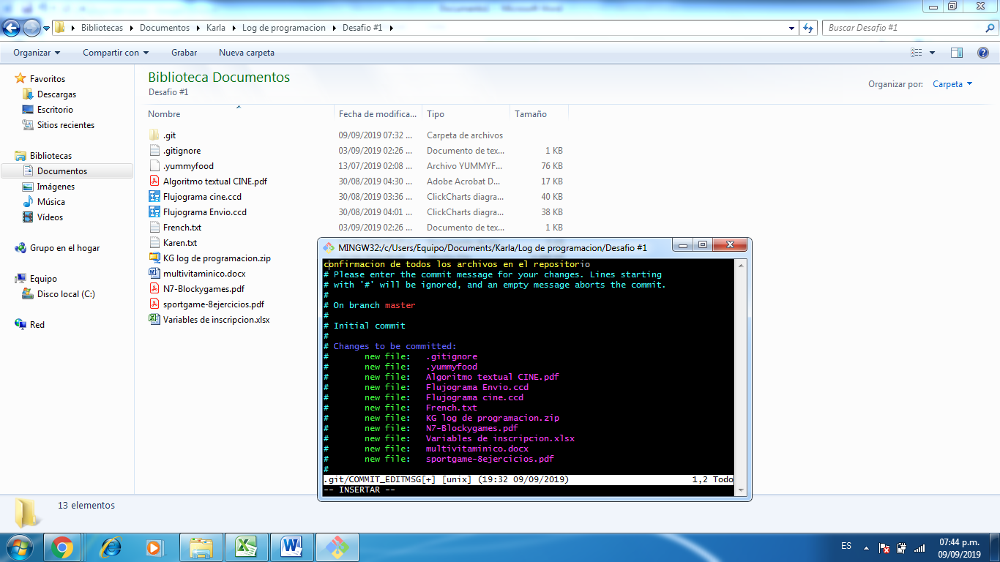 Documento1 - Microsoft Word
Bibliotecas Documentos Karla Log de programacion Desafio #1
Buscar Desafio #1
Organizar Compartir con Grabar Nueva carpeta
Favoritos
Descargas
Escritorio
Sitios recientes
Bibliotecas
Documentos
Imágenes
Música
Vídeos
Grupo en el hogar
Equipo
Disco local (C:)
Red
Biblioteca Documentos
Desafio #1
Organizar por: Carpeta
Nombre Fecha de modifica... Tipo Tamaño
.git 09/09/2019 07:32 ... Carpeta de archivos
.gitignore 03/09/2019 02:26 ... Documento de tex... 1 KB
.yummyfood 13/07/2019 02:08 ... Archivo YUMMYF... 76 KB
Algoritmo textual CINE.pdf 30/08/2019 04:30 ... Adobe Acrobat D... 17 KB
Flujograma cine.ccd 30/08/2019 03:36 ... ClickCharts diagra... 40 KB
Flujograma Envio.ccd 30/08/2019 04:01 ... ClickCharts diagra... 38 KB
French.txt 03/09/2019 02:26 ... Documento de tex... 1 KB
Karen.txt
KG log de programacion.zip
multivitaminico.docx
N7-Blockygames.pdf
sportgame-8ejercicios.pdf
Variables de inscripcion.xlsx
MINGW32:/c/Users/Equipo/Documents/Karla/Log de programacion/Desafio #1
confirmacion de todos los archivos en el repositorio
# Please enter the commit message for your changes. Lines starting
# with '#' will be ignored, and an empty message aborts the commit.
#
# On branch master
#
# Initial commit
#
# Changes to be committed:
# new file: .gitignore
# new file: .yummyfood
# new file: Algoritmo textual CINE.pdf
# new file: Flujograma Envio.ccd
# new file: Flujograma cine.ccd
# new file: French.txt
# new file: KG log de programacion.zip
# new file: N7-Blockygames.pdf
# new file: Variables de inscripcion.xlsx
# new file: multivitaminico.docx
# new file: sportgame-8ejercicios.pdf
#
.git/COMMIT_EDITMSG[+] [unix] (19:32 09/09/2019) 1,2 Todo
-- INSERTAR --
13 elementos
ES
07:44 p.m.
09/09/2019